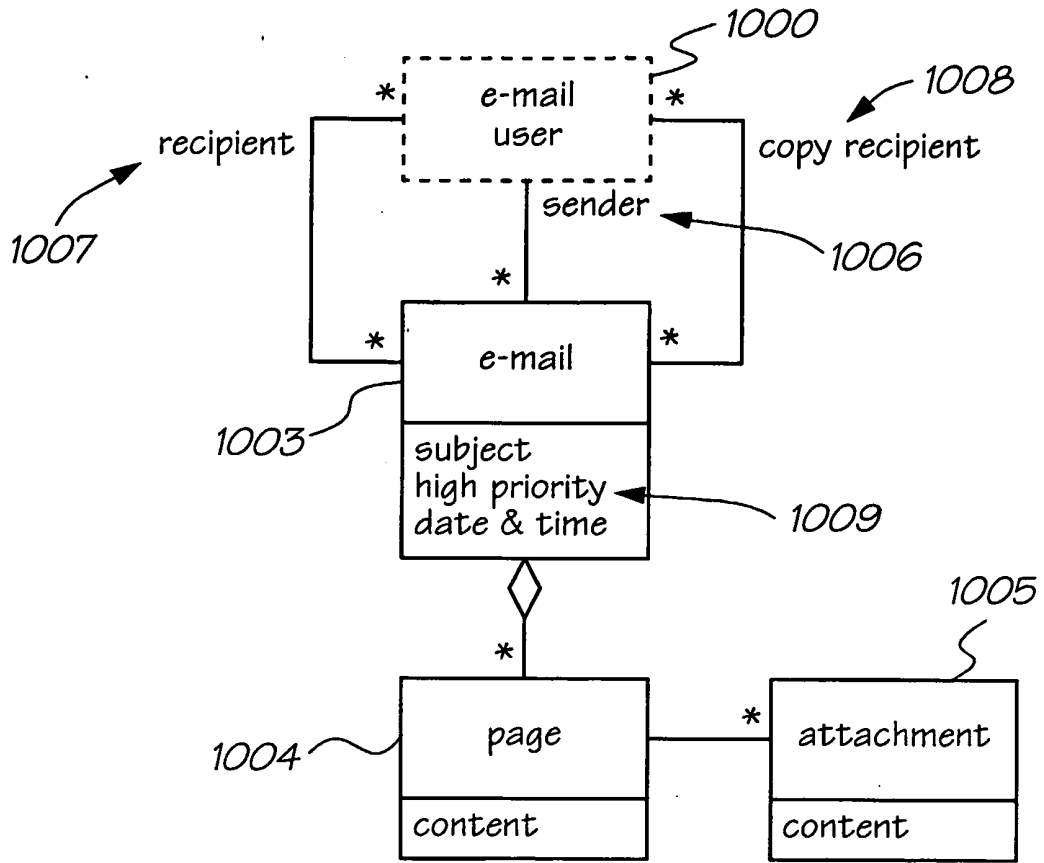 1000
* e-mail *
user
1008
recipient
copy recipient
sender
1007
1006
*
* *
e-mail
1003
subject
high priority
date & time
1009
1005
*
page
*
attachment
1004
content
content